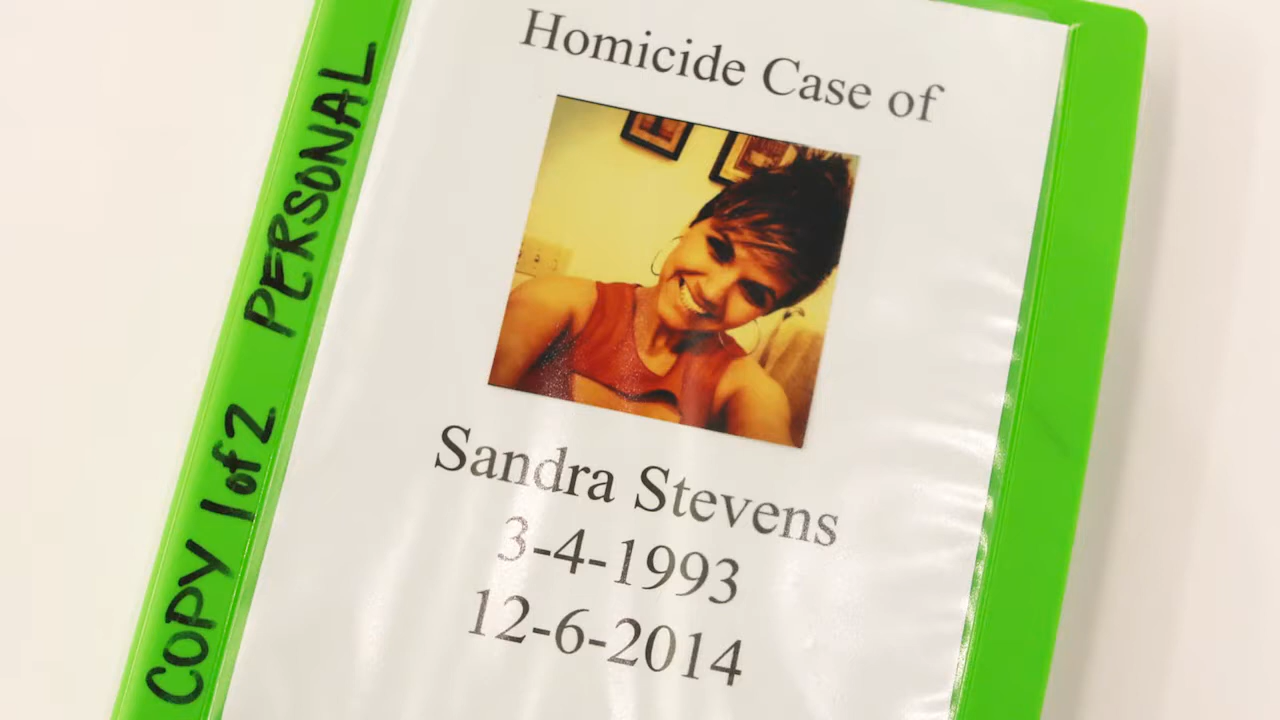 COPY 1 of 2 PERSONAL
Homicide Case of
Sandra Stevens
3-4-1993
12-6-2014